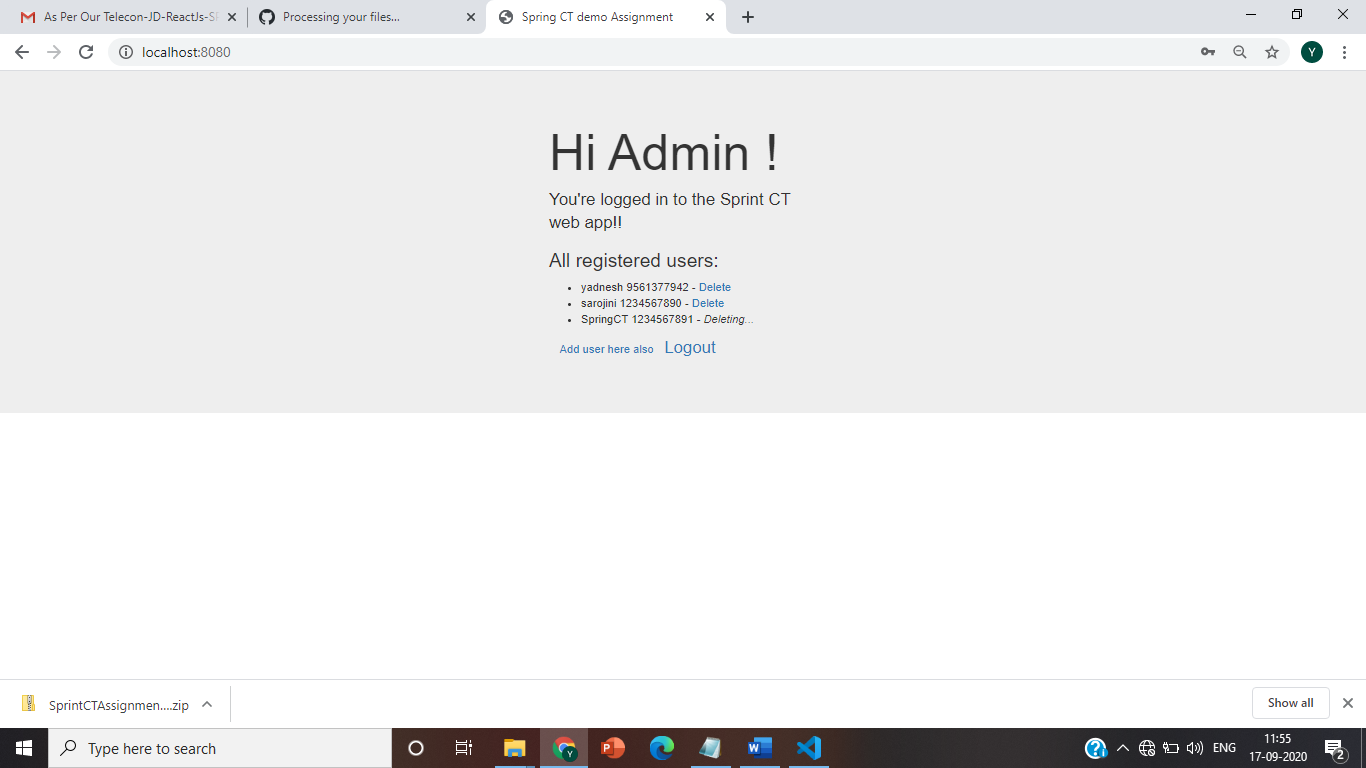 As Per Our Telecon-JD-ReactJs-SP
Processing your files...
Spring CT demo Assignment
localhost:8080
Y
Hi Admin !
You're logged in to the Sprint CT
web app!!
All registered users:
yadnesh 9561377942 - Delete
sarojini 1234567890 - Delete
SpringCT 1234567891 - Deleting...
Add user here also Logout
SprintCTAssignmen....zip
Show all
Type here to search
ENG
11:55
17-09-2020
2